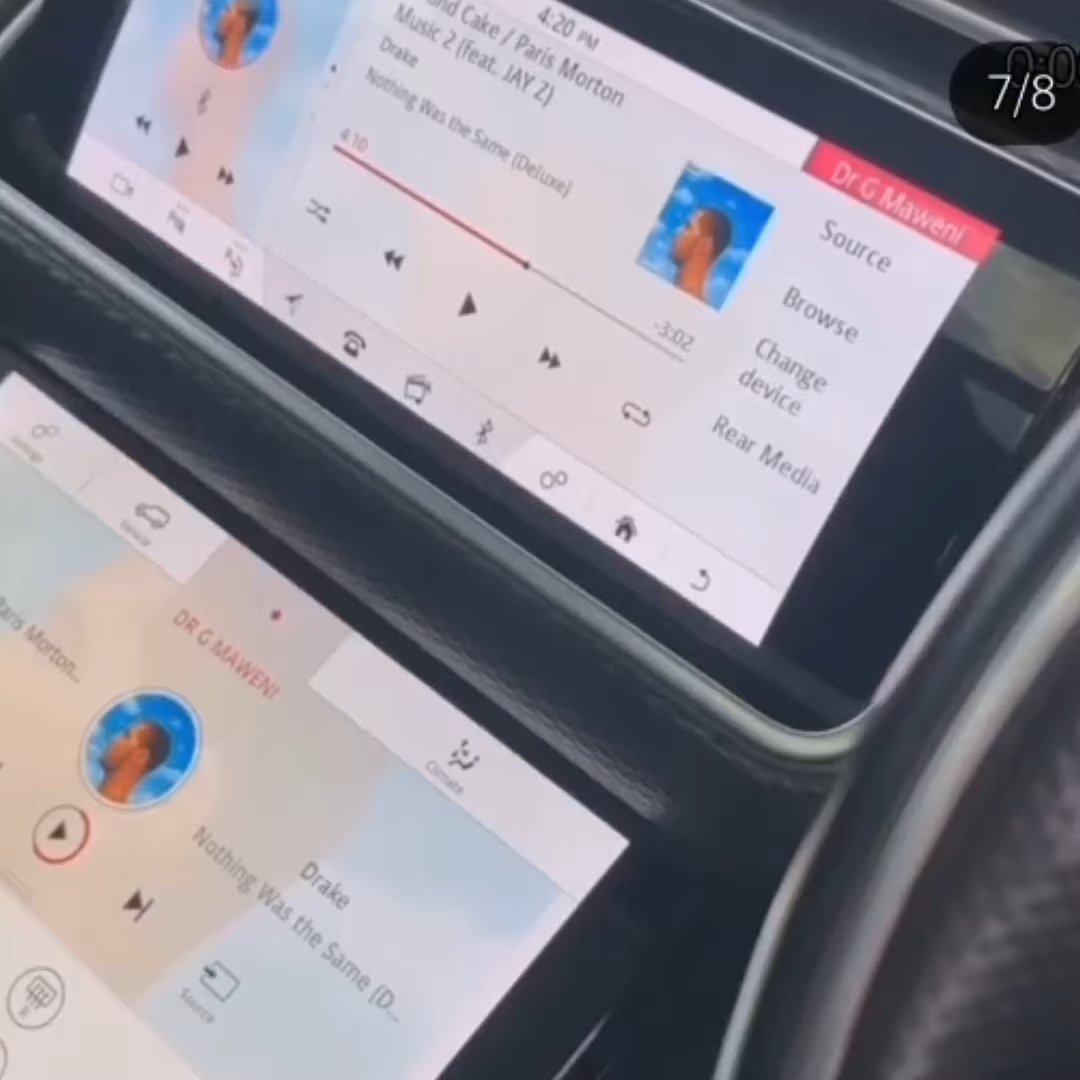 4:20 PM
and Cake / Paris Morton
Music 2 (feat. JAY Z)
Drake
Nothing Was the Same (Deluxe)
4:10
-3:02
7/8
Dr G Maweni
Source
Browse
Change
device
Rear Media
Paris Morton...
DR G MAWENI
Climate
Drake
Nothing Was the Same (D...
Source